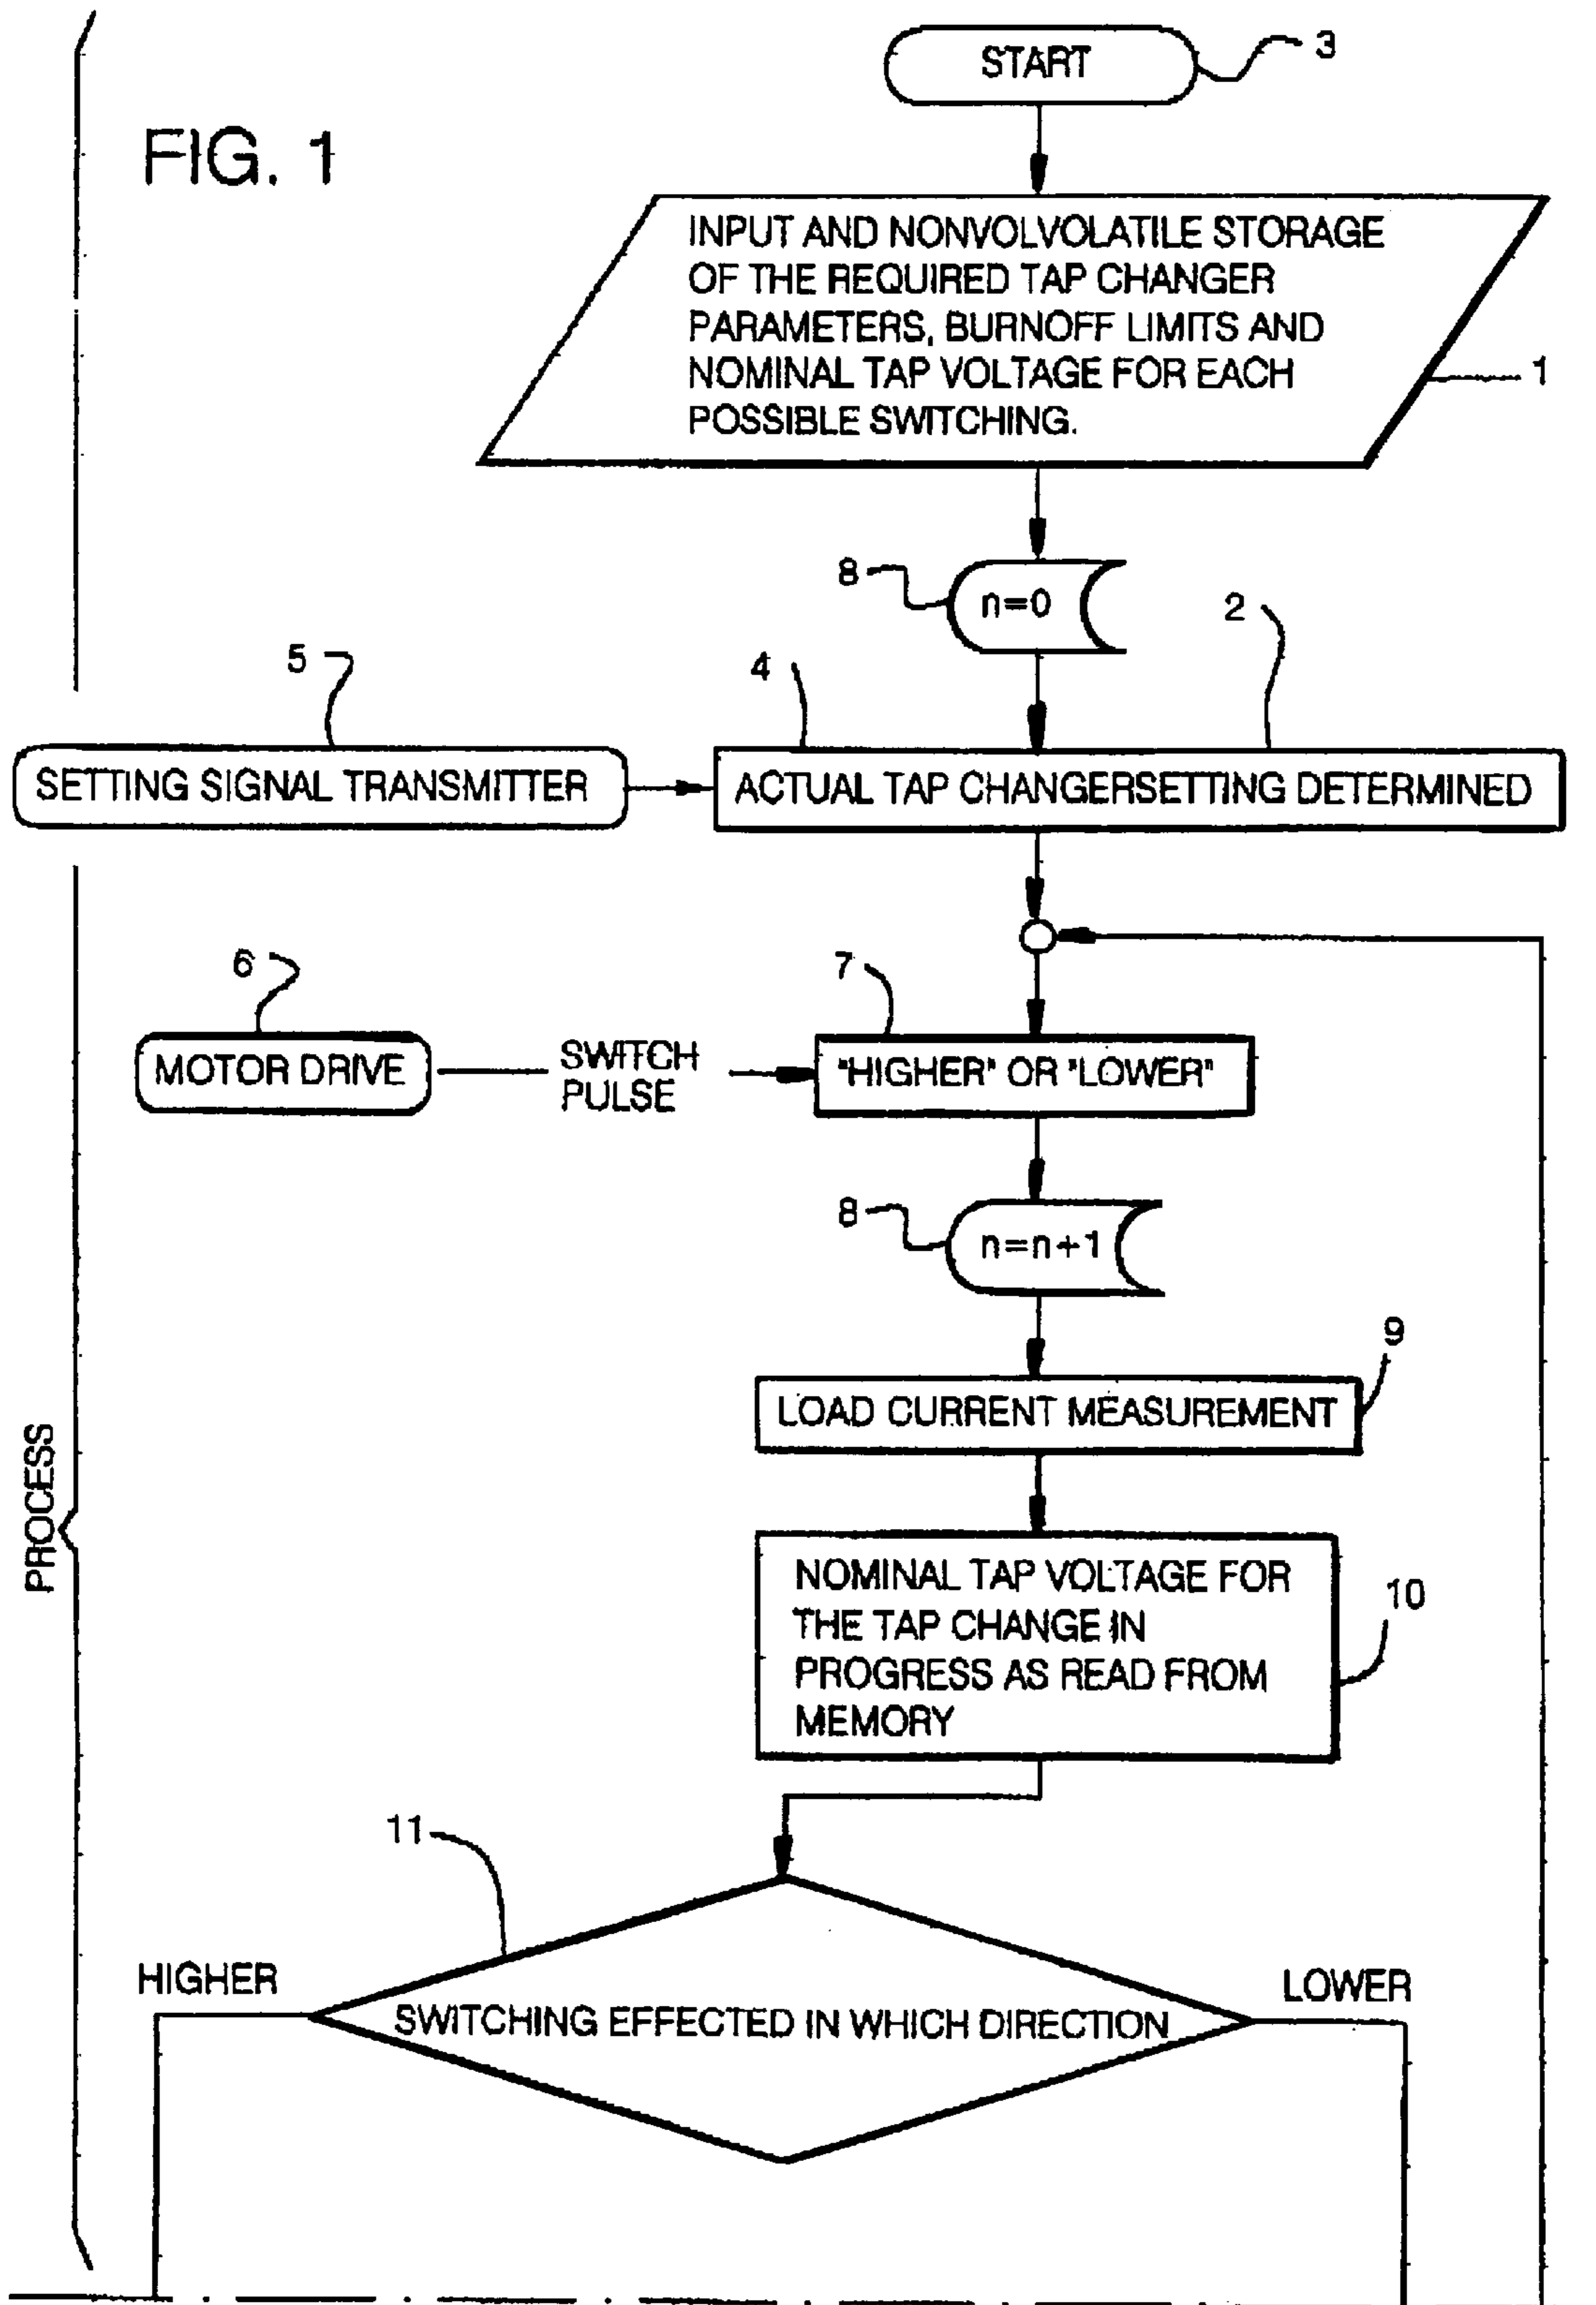 START
3
FIG. 1
INPUT AND NONVOLVOLATILE STORAGE
OF THE REQUIRED TAP CHANGER
PARAMETERS, BURNOFF LIMITS AND
NOMINAL TAP VOLTAGE FOR EACH
POSSIBLE SWITCHING.
1
8
n=0
2
5
4
SETTING SIGNAL TRANSMITTER
ACTUAL TAP CHANGERSETTING DETERMINED
6
7
MOTOR DRIVE
SWITCH
PULSE
"HIGHER" OR "LOWER"
8
n=n+1
9
LOAD CURRENT MEASUREMENT
PROCESS
NOMINAL TAP VOLTAGE FOR
THE TAP CHANGE IN
PROGRESS AS READ FROM
MEMORY
10
11
HIGHER
LOWER
SWITCHING EFFECTED IN WHICH DIRECTION